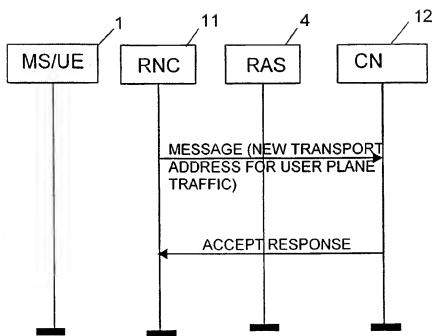 1
11
4
12
MS/UE
RNC
RAS
CN
MESSAGE (NEW TRANSPORT
ADDRESS FOR USER PLANE
TRAFFIC)
ACCEPT RESPONSE